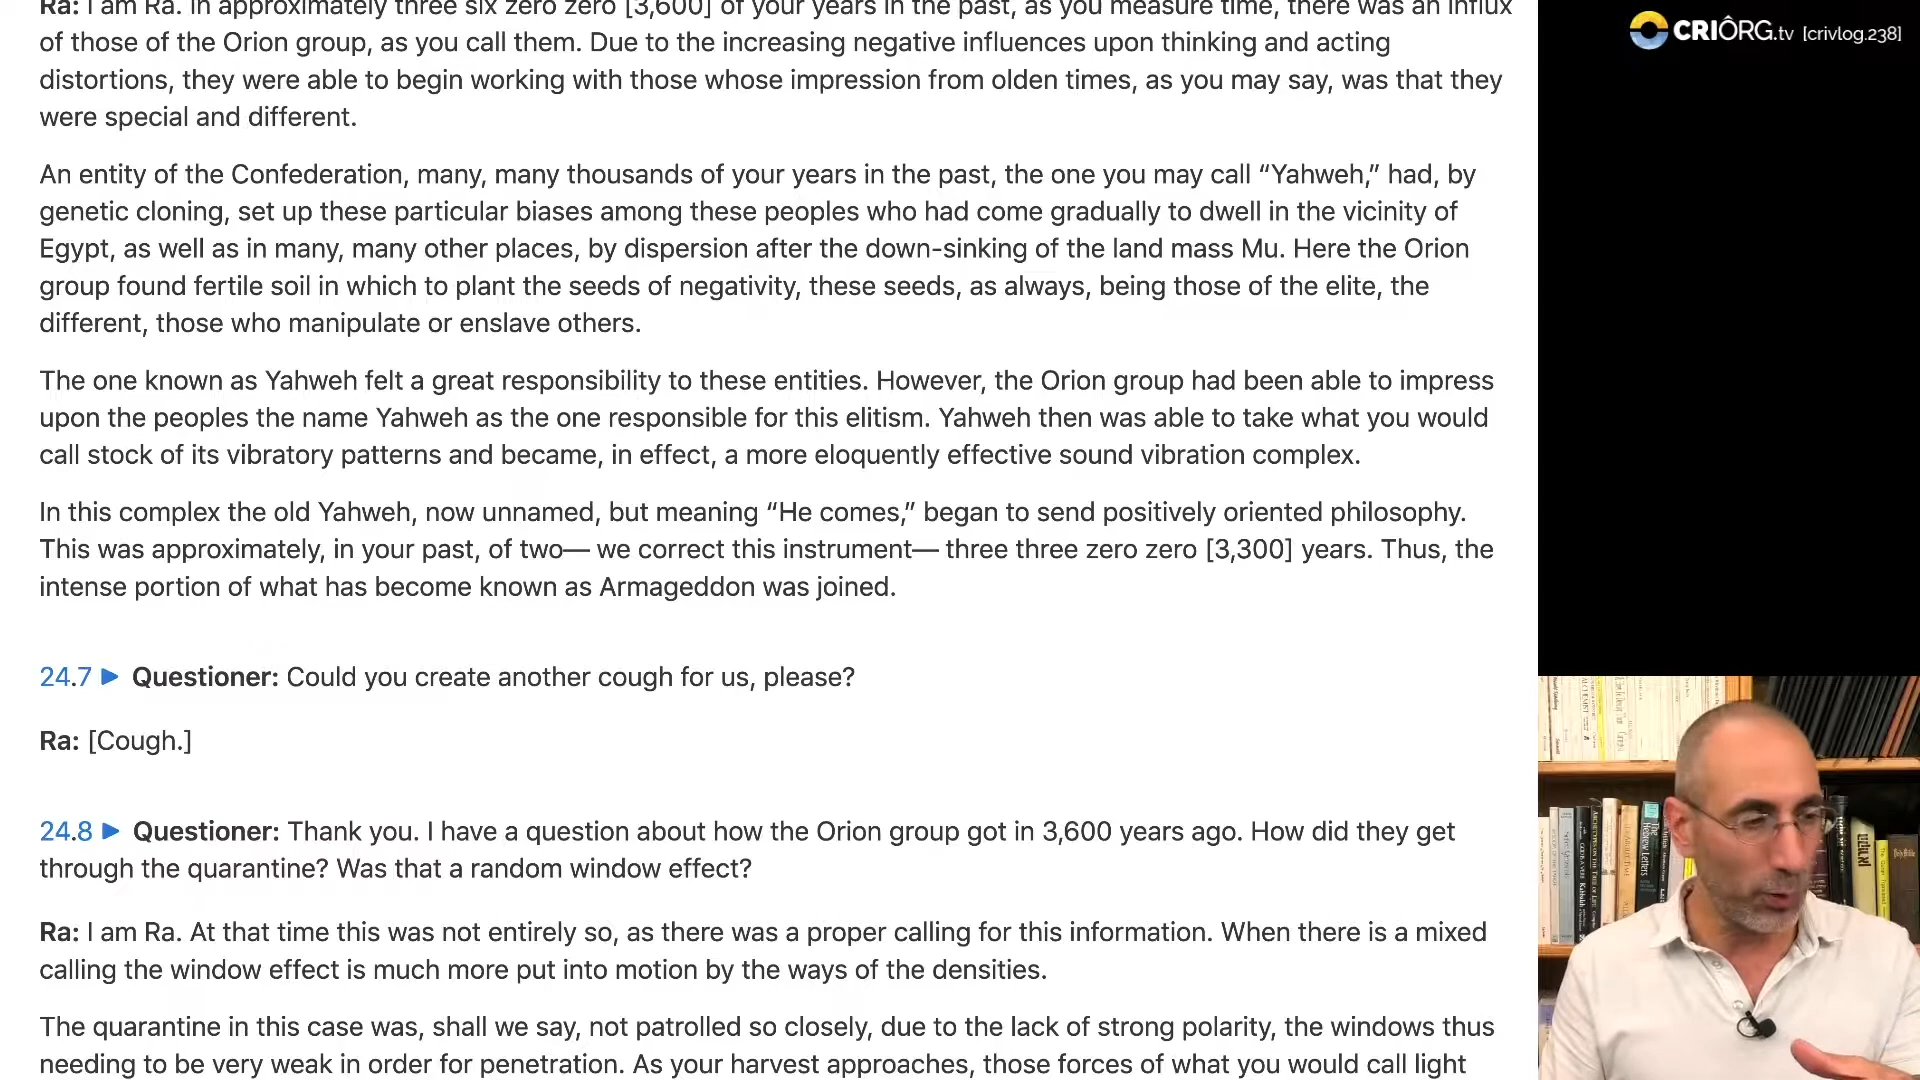 Ra: I am Ra. In approximately three six zero zero [3,600] of your years in the past, as you measure time, there was an influx
of those of the Orion group, as you call them. Due to the increasing negative influences upon thinking and acting
distortions, they were able to begin working with those whose impression from olden times, as you may say, was that they
were special and different.
An entity of the Confederation, many, many thousands of your years in the past, the one you may call “Yahweh,” had, by
genetic cloning, set up these particular biases among these peoples who had come gradually to dwell in the vicinity of
Egypt, as well as in many, many other places, by dispersion after the down-sinking of the land mass Mu. Here the Orion
group found fertile soil in which to plant the seeds of negativity, these seeds, as always, being those of the elite, the
different, those who manipulate or enslave others.
The one known as Yahweh felt a great responsibility to these entities. However, the Orion group had been able to impress
upon the peoples the name Yahweh as the one responsible for this elitism. Yahweh then was able to take what you would
call stock of its vibratory patterns and became, in effect, a more eloquently effective sound vibration complex.
In this complex the old Yahweh, now unnamed, but meaning “He comes,” began to send positively oriented philosophy.
This was approximately, in your past, of two— we correct this instrument— three three zero zero [3,300] years. Thus, the
intense portion of what has become known as Armageddon was joined.
24.7 ▶ Questioner: Could you create another cough for us, please?
Ra: [Cough.]
24.8 ▶ Questioner: Thank you. I have a question about how the Orion group got in 3,600 years ago. How did they get
through the quarantine? Was that a random window effect?
Ra: I am Ra. At that time this was not entirely so, as there was a proper calling for this information. When there is a mixed
calling the window effect is much more put into motion by the ways of the densities.
The quarantine in this case was, shall we say, not patrolled so closely, due to the lack of strong polarity, the windows thus
needing to be very weak in order for penetration. As your harvest approaches, those forces of what you would call light
CRIÔRG.tv [crivlog.238]
The Hebrew Letters